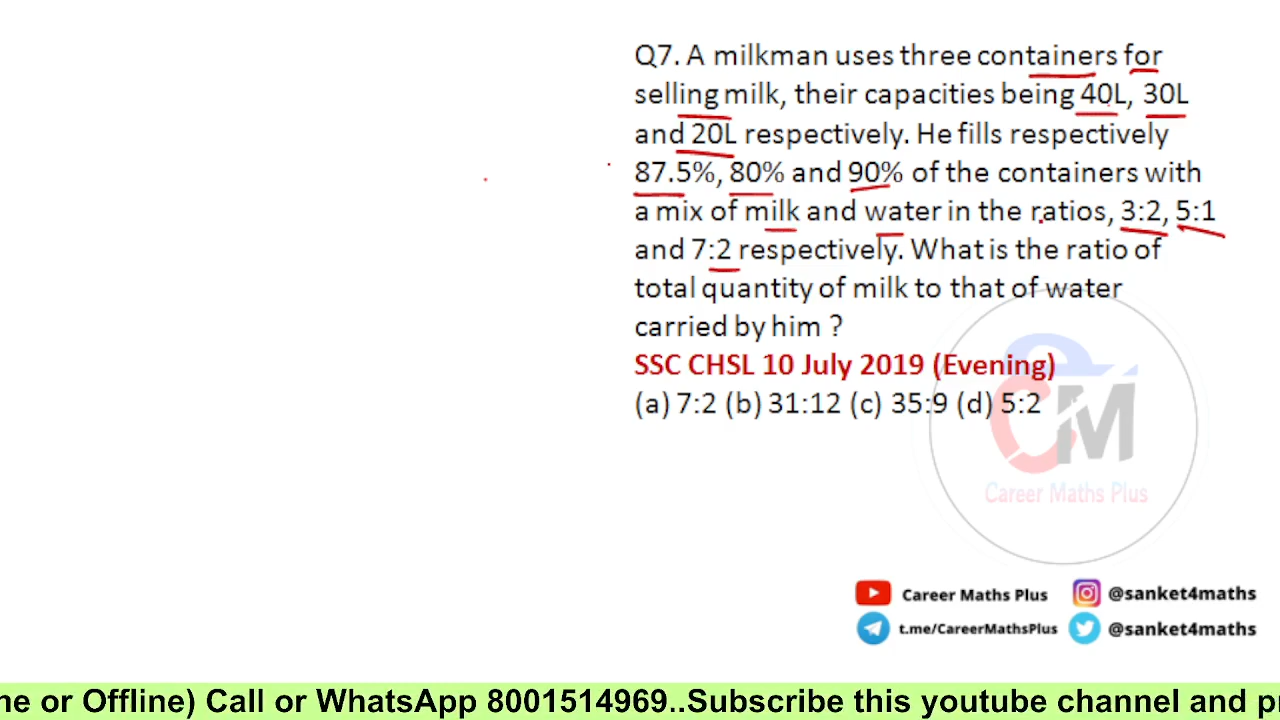 Q7. A milkman uses three containers for
selling milk, their capacities being 40L, 30L
and 20L respectively. He fills respectively
87.5%, 80% and 90% of the containers with
a mix of milk and water in the ratios, 3:2, 5:1
and 7:2 respectively. What is the ratio of
total quantity of milk to that of water
carried by him ?
SSC CHSL 10 July 2019 (Evening)
(a) 7:2 (b) 31:12 (c) 35:9 (d) 5:2
CM
Career Maths Plus
Career Maths Plus @sanket4maths
t.me/CareerMathsPlus @sanket4maths
ne or Offline) Call or WhatsApp 8001514969..Subscribe this youtube channel and pr